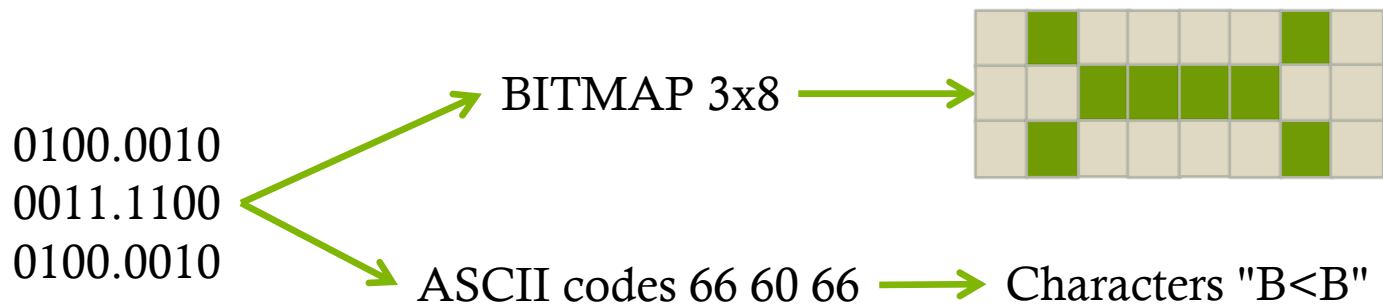 0100.0010
0011.1100
0100.0010
BITMAP 3x8
ASCII codes 66 60 66
Characters "B<B"